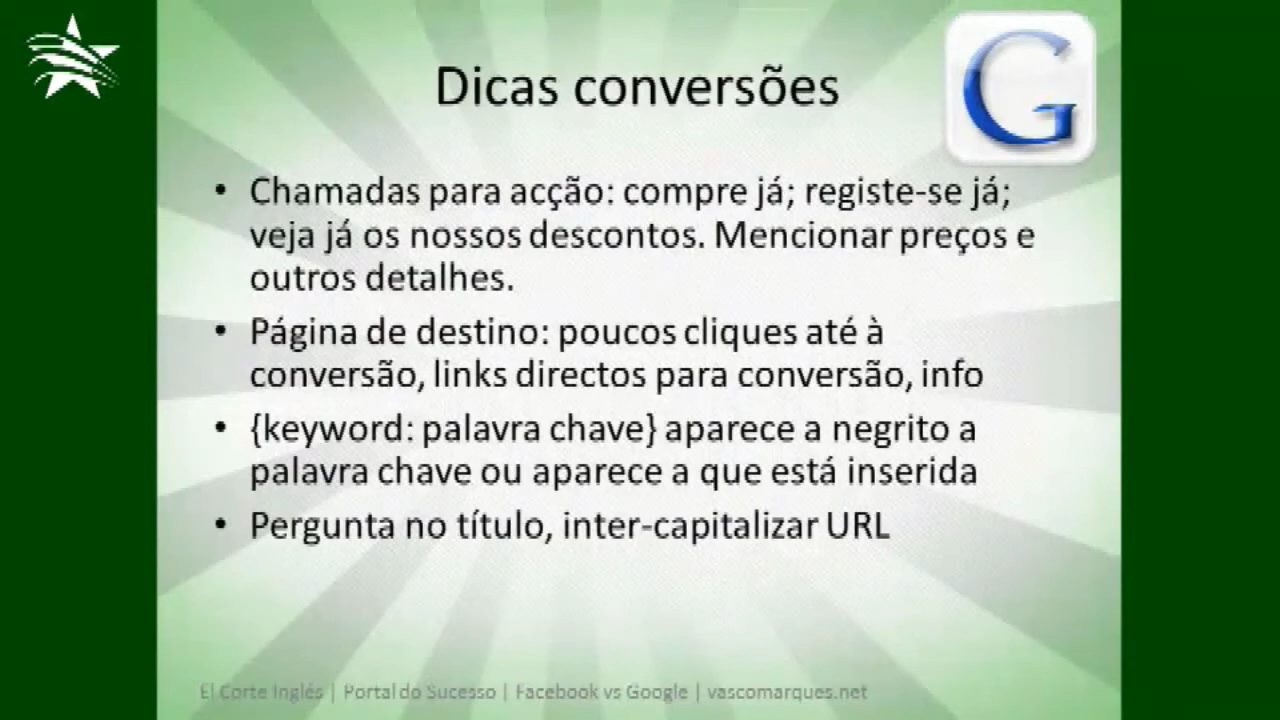 Dicas conversões
G
• Chamadas para acção: compre já; registe-se já;
veja já os nossos descontos. Mencionar preços e
outros detalhes.
• Página de destino: poucos cliques até à
conversão, links directos para conversão, info
• {keyword: palavra chave} aparece a negrito a
palavra chave ou aparece a que está inserida
• Pergunta no título, inter-capitalizar URL
El Corte Inglés | Portal do Sucesso | Facebook vs Google | vascomarques.net